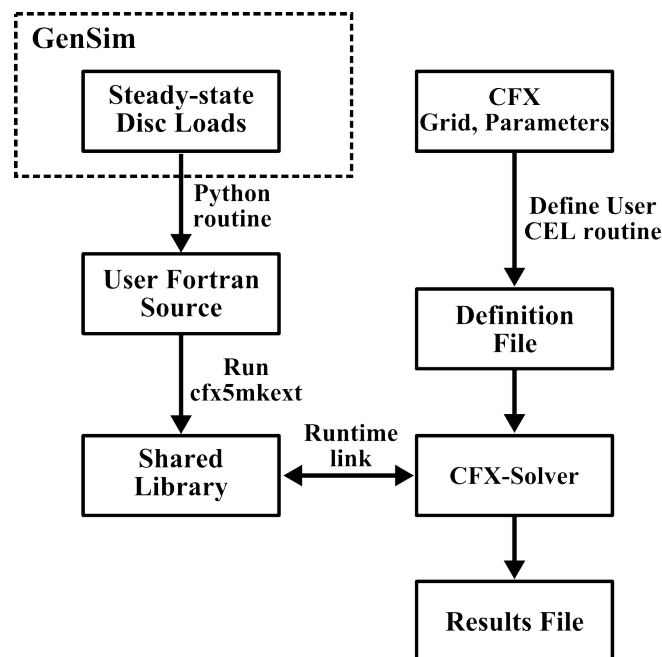 GenSim
Steady-state
Disc Loads
CFX
Grid, Parameters
Python
routine
Define User
CEL routine
User Fortran
Source
Definition
File
Run
cfx5mkext
Runtime
link
Shared
Library
CFX-Solver
Results File